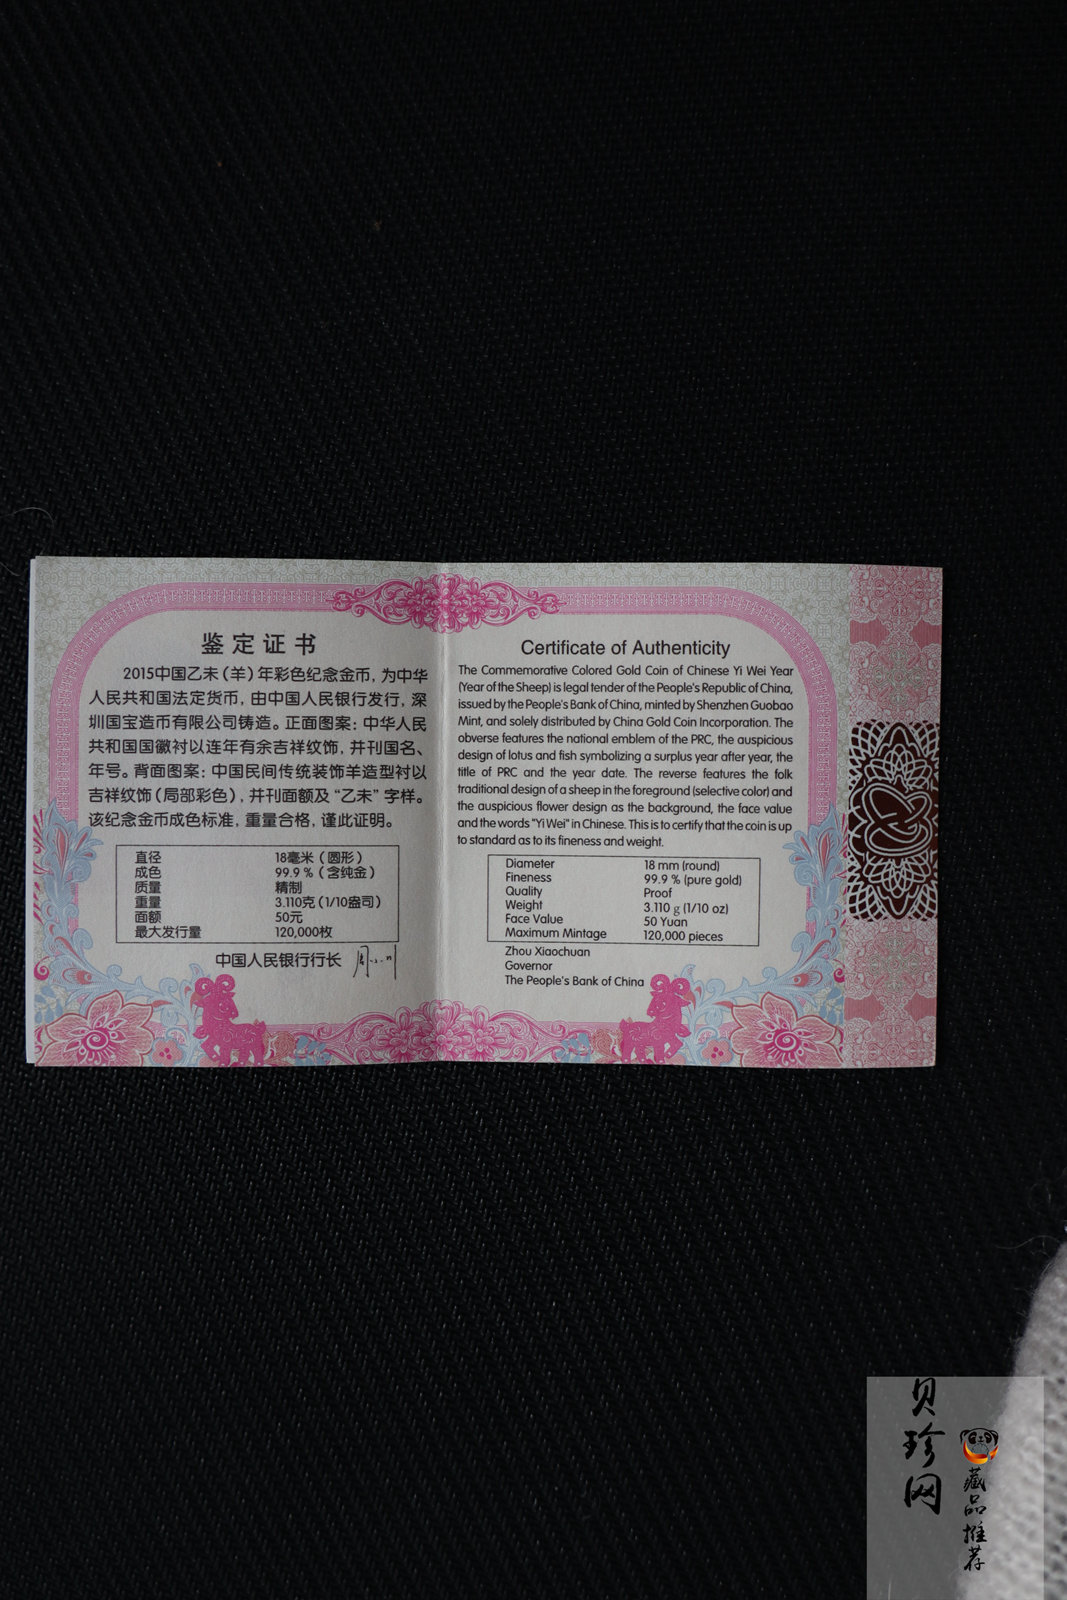 鉴定证书
2015中国乙未（羊）年彩色纪念金币，为中华
人民共和国法定货币，由中国人民银行发行，深
圳国宝造币有限公司铸造。正面图案：中华人民
共和国国徽衬以连年有余吉祥纹饰，并刊国名、
年号。背面图案：中国民间传统装饰羊造型衬以
吉祥纹饰（局部彩色），并刊面额及“乙未”字样。
该纪念金币成色标准，重量合格，谨此证明。
直径 18毫米（圆形）
成色 99.9%（含纯金）
质量 精制
重量 3.110克（1/10盎司）
面额 50元
最大发行量 120,000枚
中国人民银行行长
Certificate of Authenticity
The Commemorative Colored Gold Coin of Chinese Yi Wei Year
(Year of the Sheep) is legal tender of the People's Republic of China,
issued by the People's Bank of China, minted by Shenzhen Guobao
Mint, and solely distributed by China Gold Coin Incorporation. The
obverse features the national emblem of the PRC, the auspicious
design of lotus and fish symbolizing a surplus year after year, the
title of PRC and the year date. The reverse features the folk
traditional design of a sheep in the foreground (selective color) and
the auspicious flower design as the background, the face value
and the words "Yi Wei" in Chinese. This is to certify that the coin is up
to standard as to its fineness and weight.
Diameter 18 mm (round)
Fineness 99.9 % (pure gold)
Quality Proof
Weight 3.110 g (1/10 oz)
Face Value 50 Yuan
Maximum Mintage 120,000 pieces
Zhou Xiaochuan
Governor
The People's Bank of China
贝珍网
藏品推荐